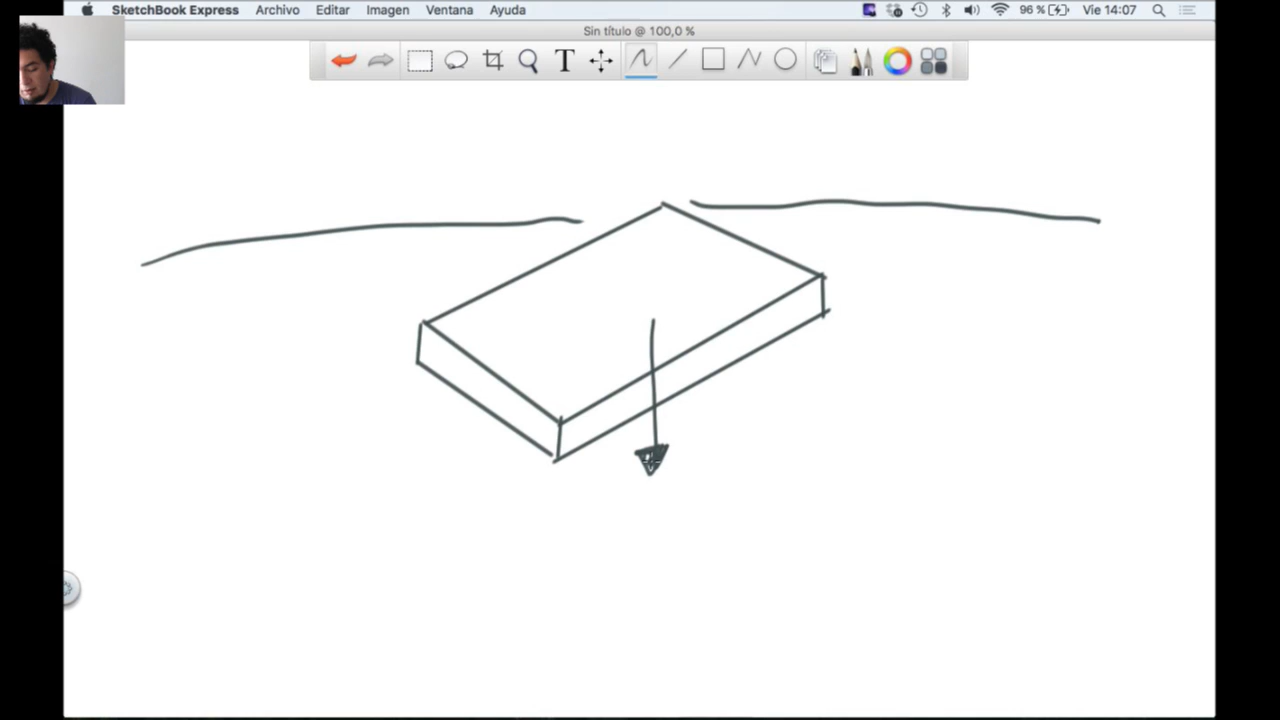 SketchBook Express Archivo Editar Imagen Ventana Ayuda 96 % Vie 14:07
Sin título @ 100,0 %
T